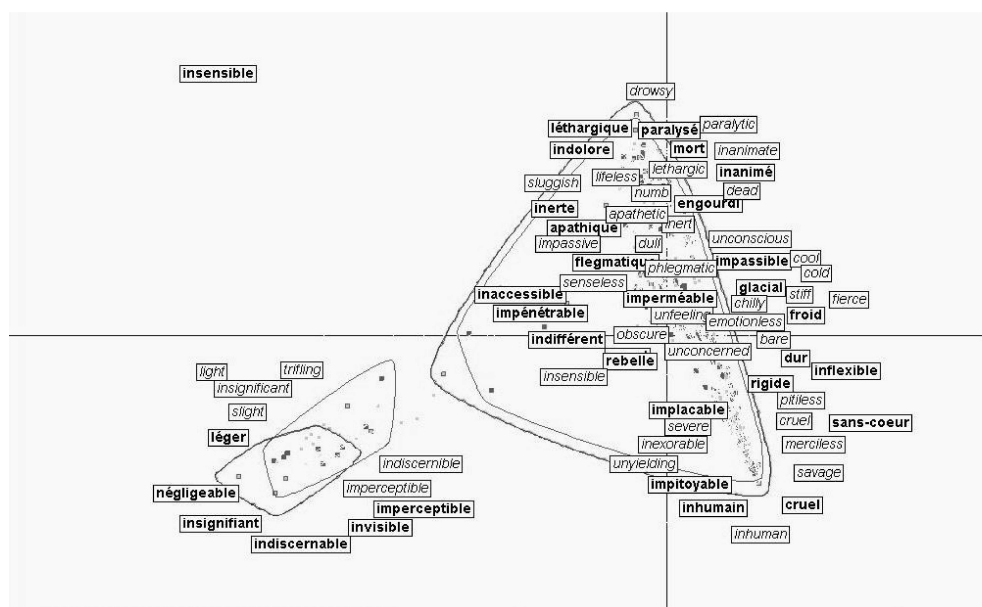 insensible
drowsy
léthargique
paralysé
paralytic
indolore
mort
inanimate
lethargic
inanimé
sluggish
lifeless
numb
dead
inerte
apathetic
engourdi
apathique
inert
impassive
dull
unconscious
flegmatique
phlegmatic
impassible
cool
cold
senseless
glacial
inaccessible
imperméable
chilly
stiff
fierce
impénétrable
unfeeling
emotionless
froid
indifférent
obscure
bare
rebelle
unconcerned
dur
inflexible
light
trifling
insensible
rigide
insignificant
pitiless
slight
implacable
cruel
sans-coeur
léger
severe
inexorable
merciless
indiscernible
unyielding
savage
négligeable
imperceptible
impitoyable
imperceptible
inhumain
cruel
insignifiant
invisible
indiscernable
inhuman